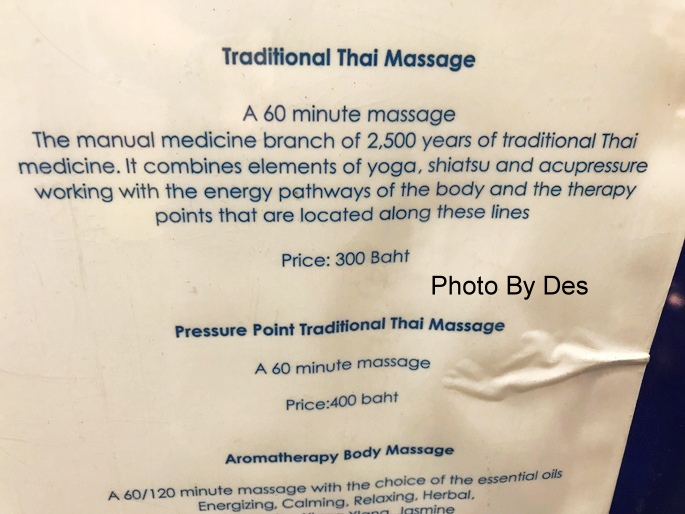 Traditional Thai Massage
A 60 minute massage
The manual medicine branch of 2,500 years of traditional Thai
medicine. It combines elements of yoga, shiatsu and acupressure
working with the energy pathways of the body and the therapy
points that are located along these lines
Price: 300 Baht
Photo By Des
Pressure Point Traditional Thai Massage
A 60 minute massage
Price:400 baht
Aromatherapy Body Massage
A 60/120 minute massage with the choice of the essential oils
Energizing, Calming, Relaxing, Herbal,
Ylang, Jasmine